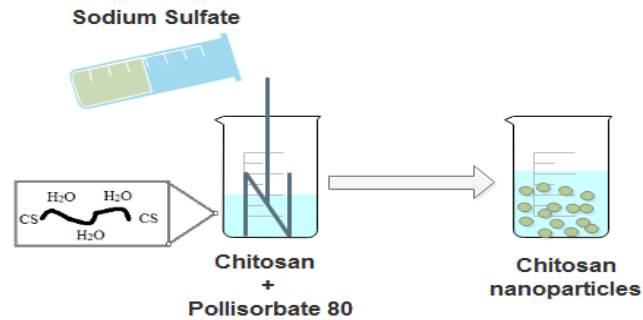 Sodium Sulfate
H₂O
H₂O
CS
CS
H₂O
Chitosan
+
Pollisorbate 80
Chitosan
nanoparticles